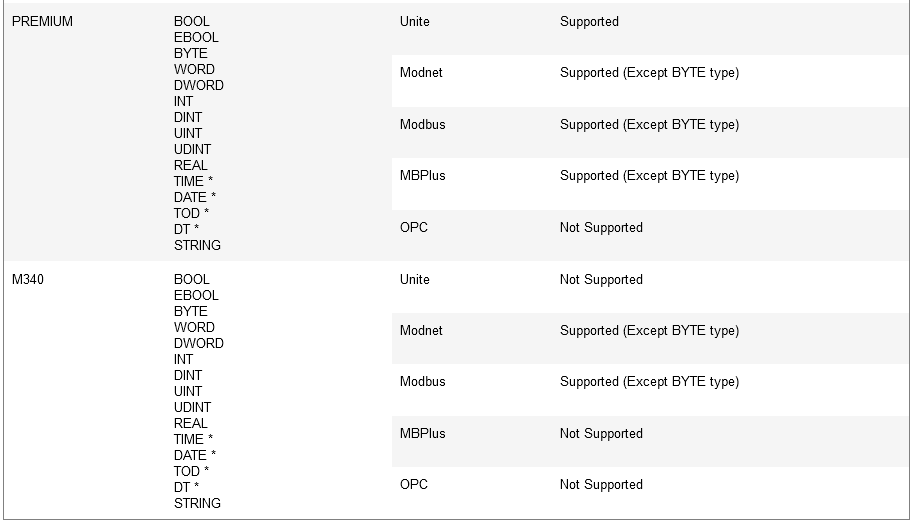 PREMIUM
BOOL
EBOOL
BYTE
WORD
DWORD
INT
DINT
UINT
UDINT
REAL
TIME *
DATE *
TOD *
DT *
STRING
Unite Supported
Modnet Supported (Except BYTE type)
Modbus Supported (Except BYTE type)
MBPlus Supported (Except BYTE type)
OPC Not Supported
M340
BOOL
EBOOL
BYTE
WORD
DWORD
INT
DINT
UINT
UDINT
REAL
TIME *
DATE *
TOD *
DT *
STRING
Unite Not Supported
Modnet Supported (Except BYTE type)
Modbus Supported (Except BYTE type)
MBPlus Not Supported
OPC Not Supported